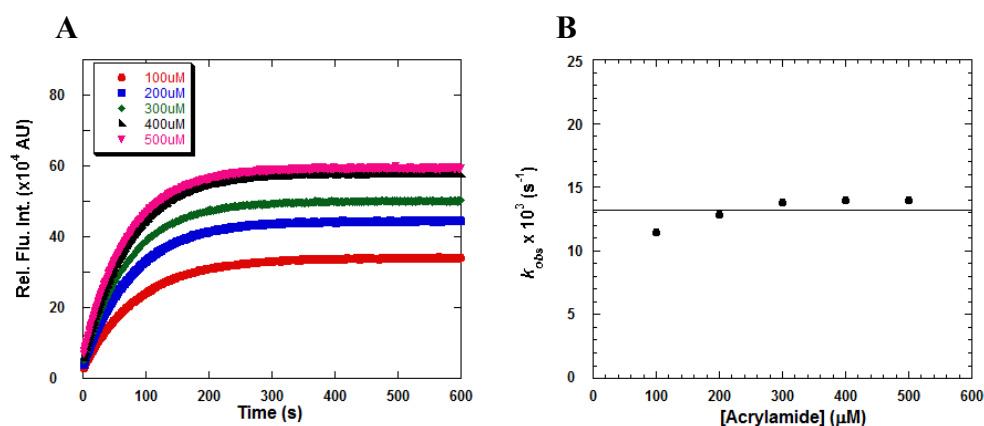 A
Rel. Flu. Int. (x10⁴ AU)
80
60
40
20
0
100uM
200uM
300uM
400uM
500uM
0 100 200 300 400 500 600
Time (s)
B
k_obs x 10³ (s⁻¹)
25
20
15
10
5
0
0 100 200 300 400 500 600
[Acrylamide] (μM)